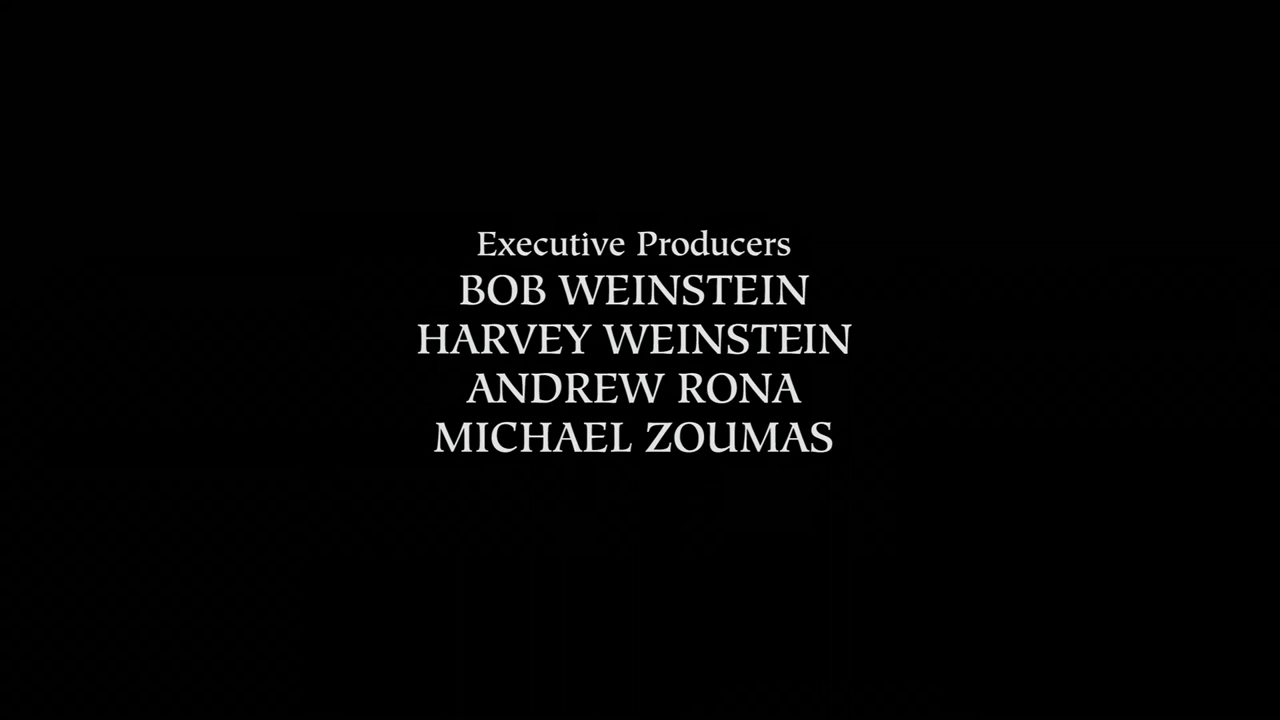 Executive Producers
BOB WEINSTEIN
HARVEY WEINSTEIN
ANDREW RONA
MICHAEL ZOUMAS